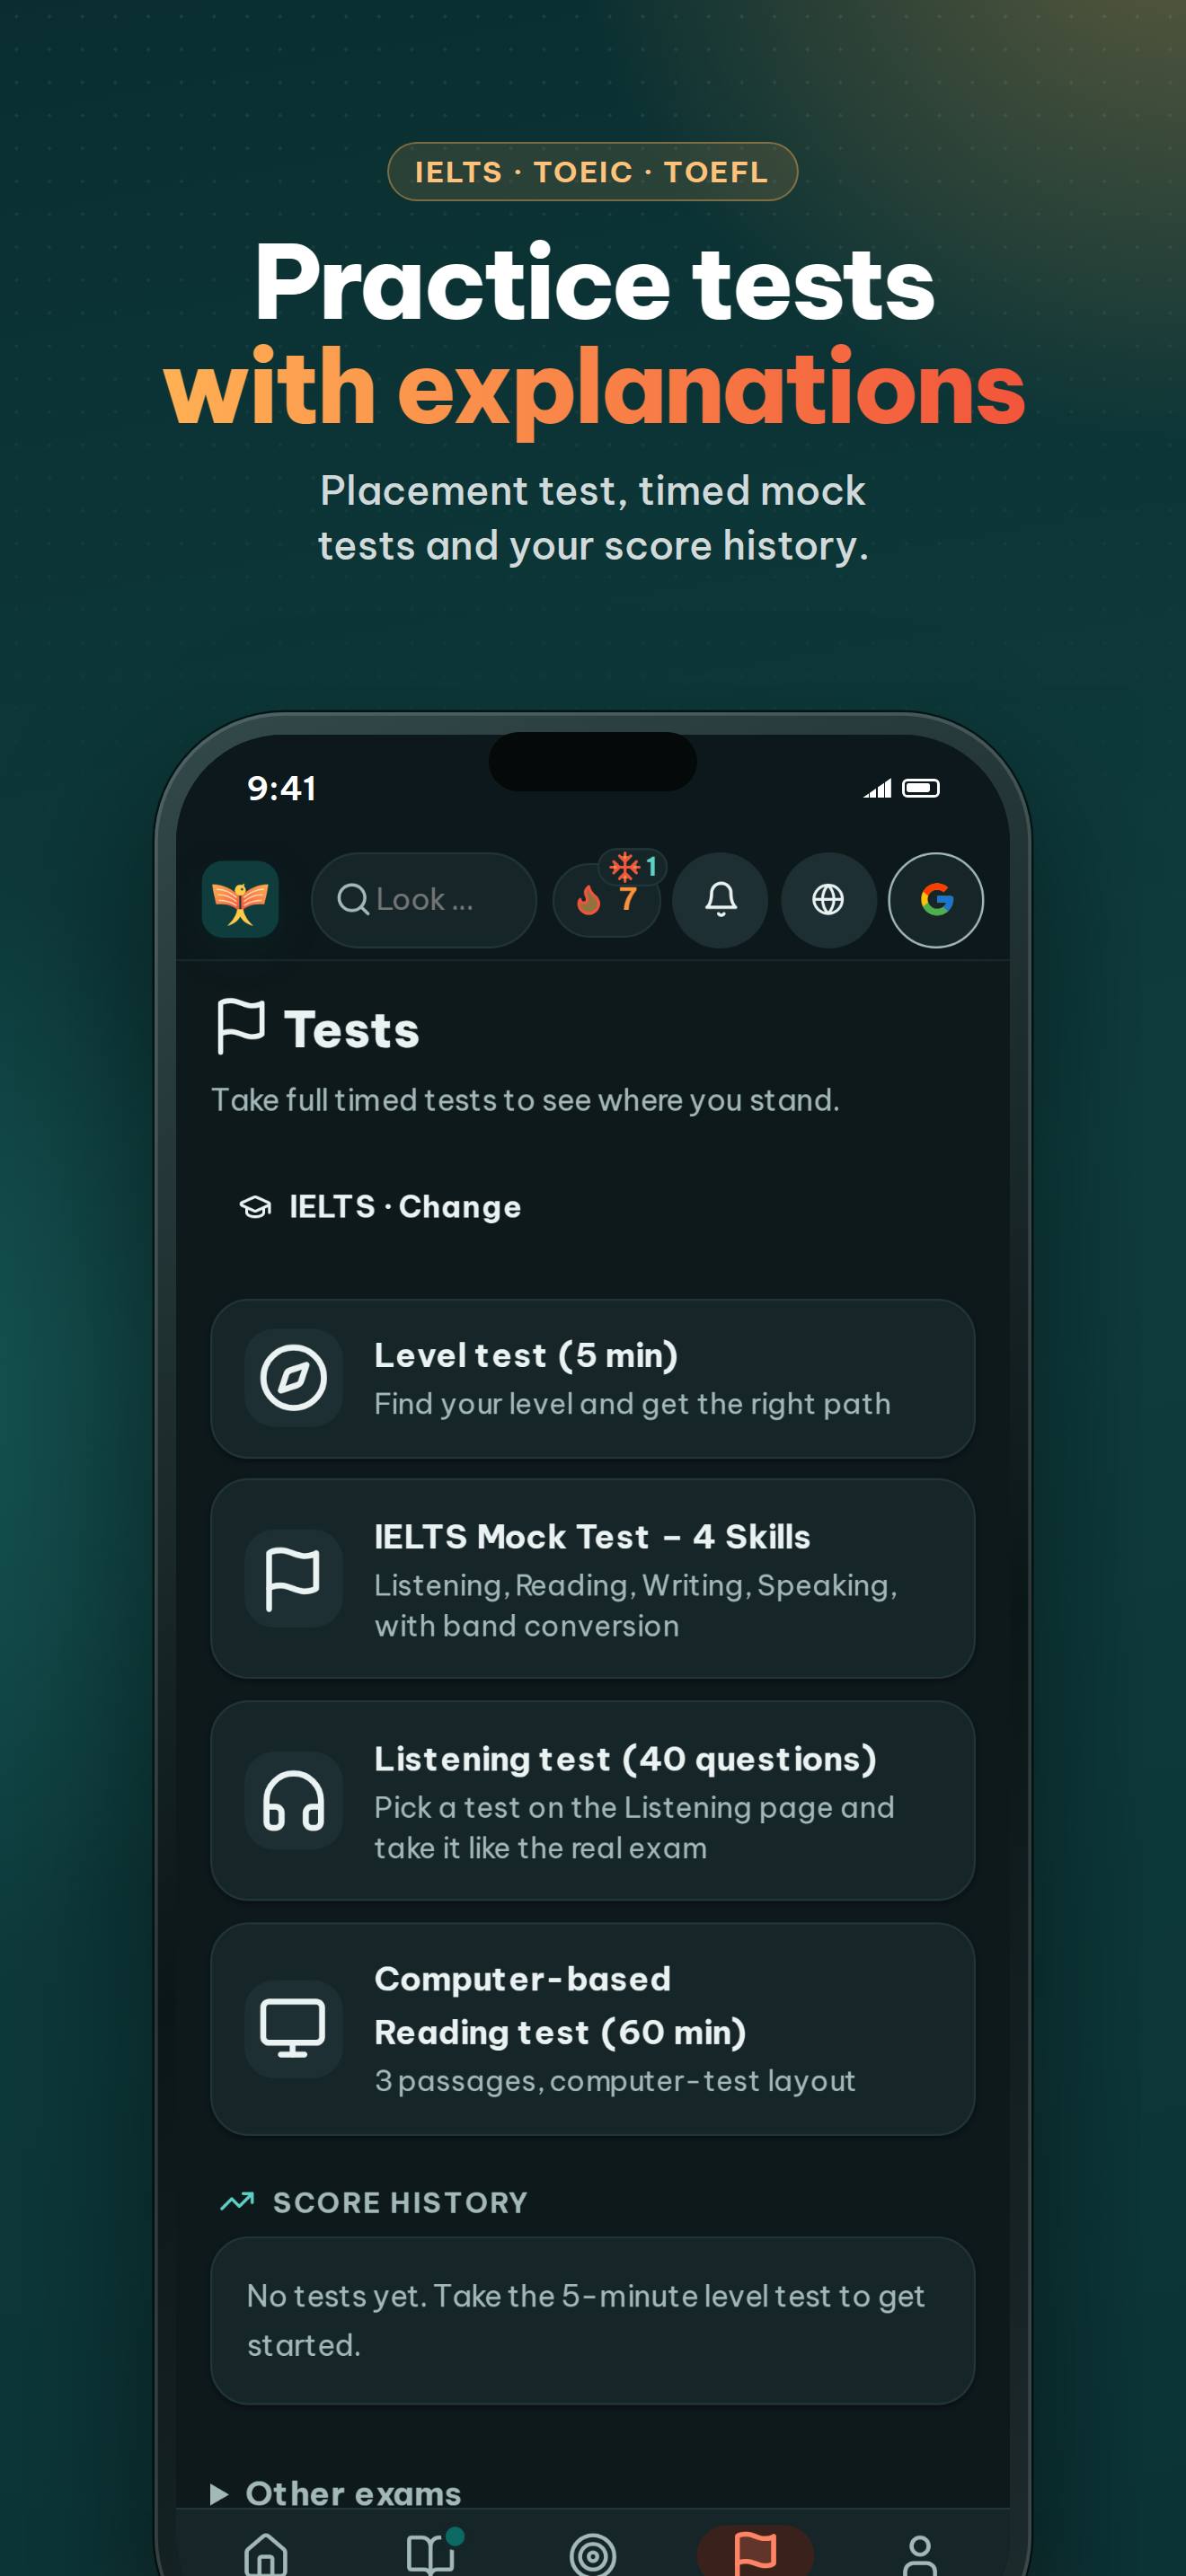 IELTS · TOEIC · TOEFL
Practice tests
with explanations
Placement test, timed mock
tests and your score history.
9:41
Look ...
7
1
Tests
Take full timed tests to see where you stand.
IELTS · Change
Level test (5 min)
Find your level and get the right path
IELTS Mock Test – 4 Skills
Listening, Reading, Writing, Speaking,
with band conversion
Listening test (40 questions)
Pick a test on the Listening page and
take it like the real exam
Computer-based
Reading test (60 min)
3 passages, computer-test layout
SCORE HISTORY
No tests yet. Take the 5-minute level test to get
started.
Other exams